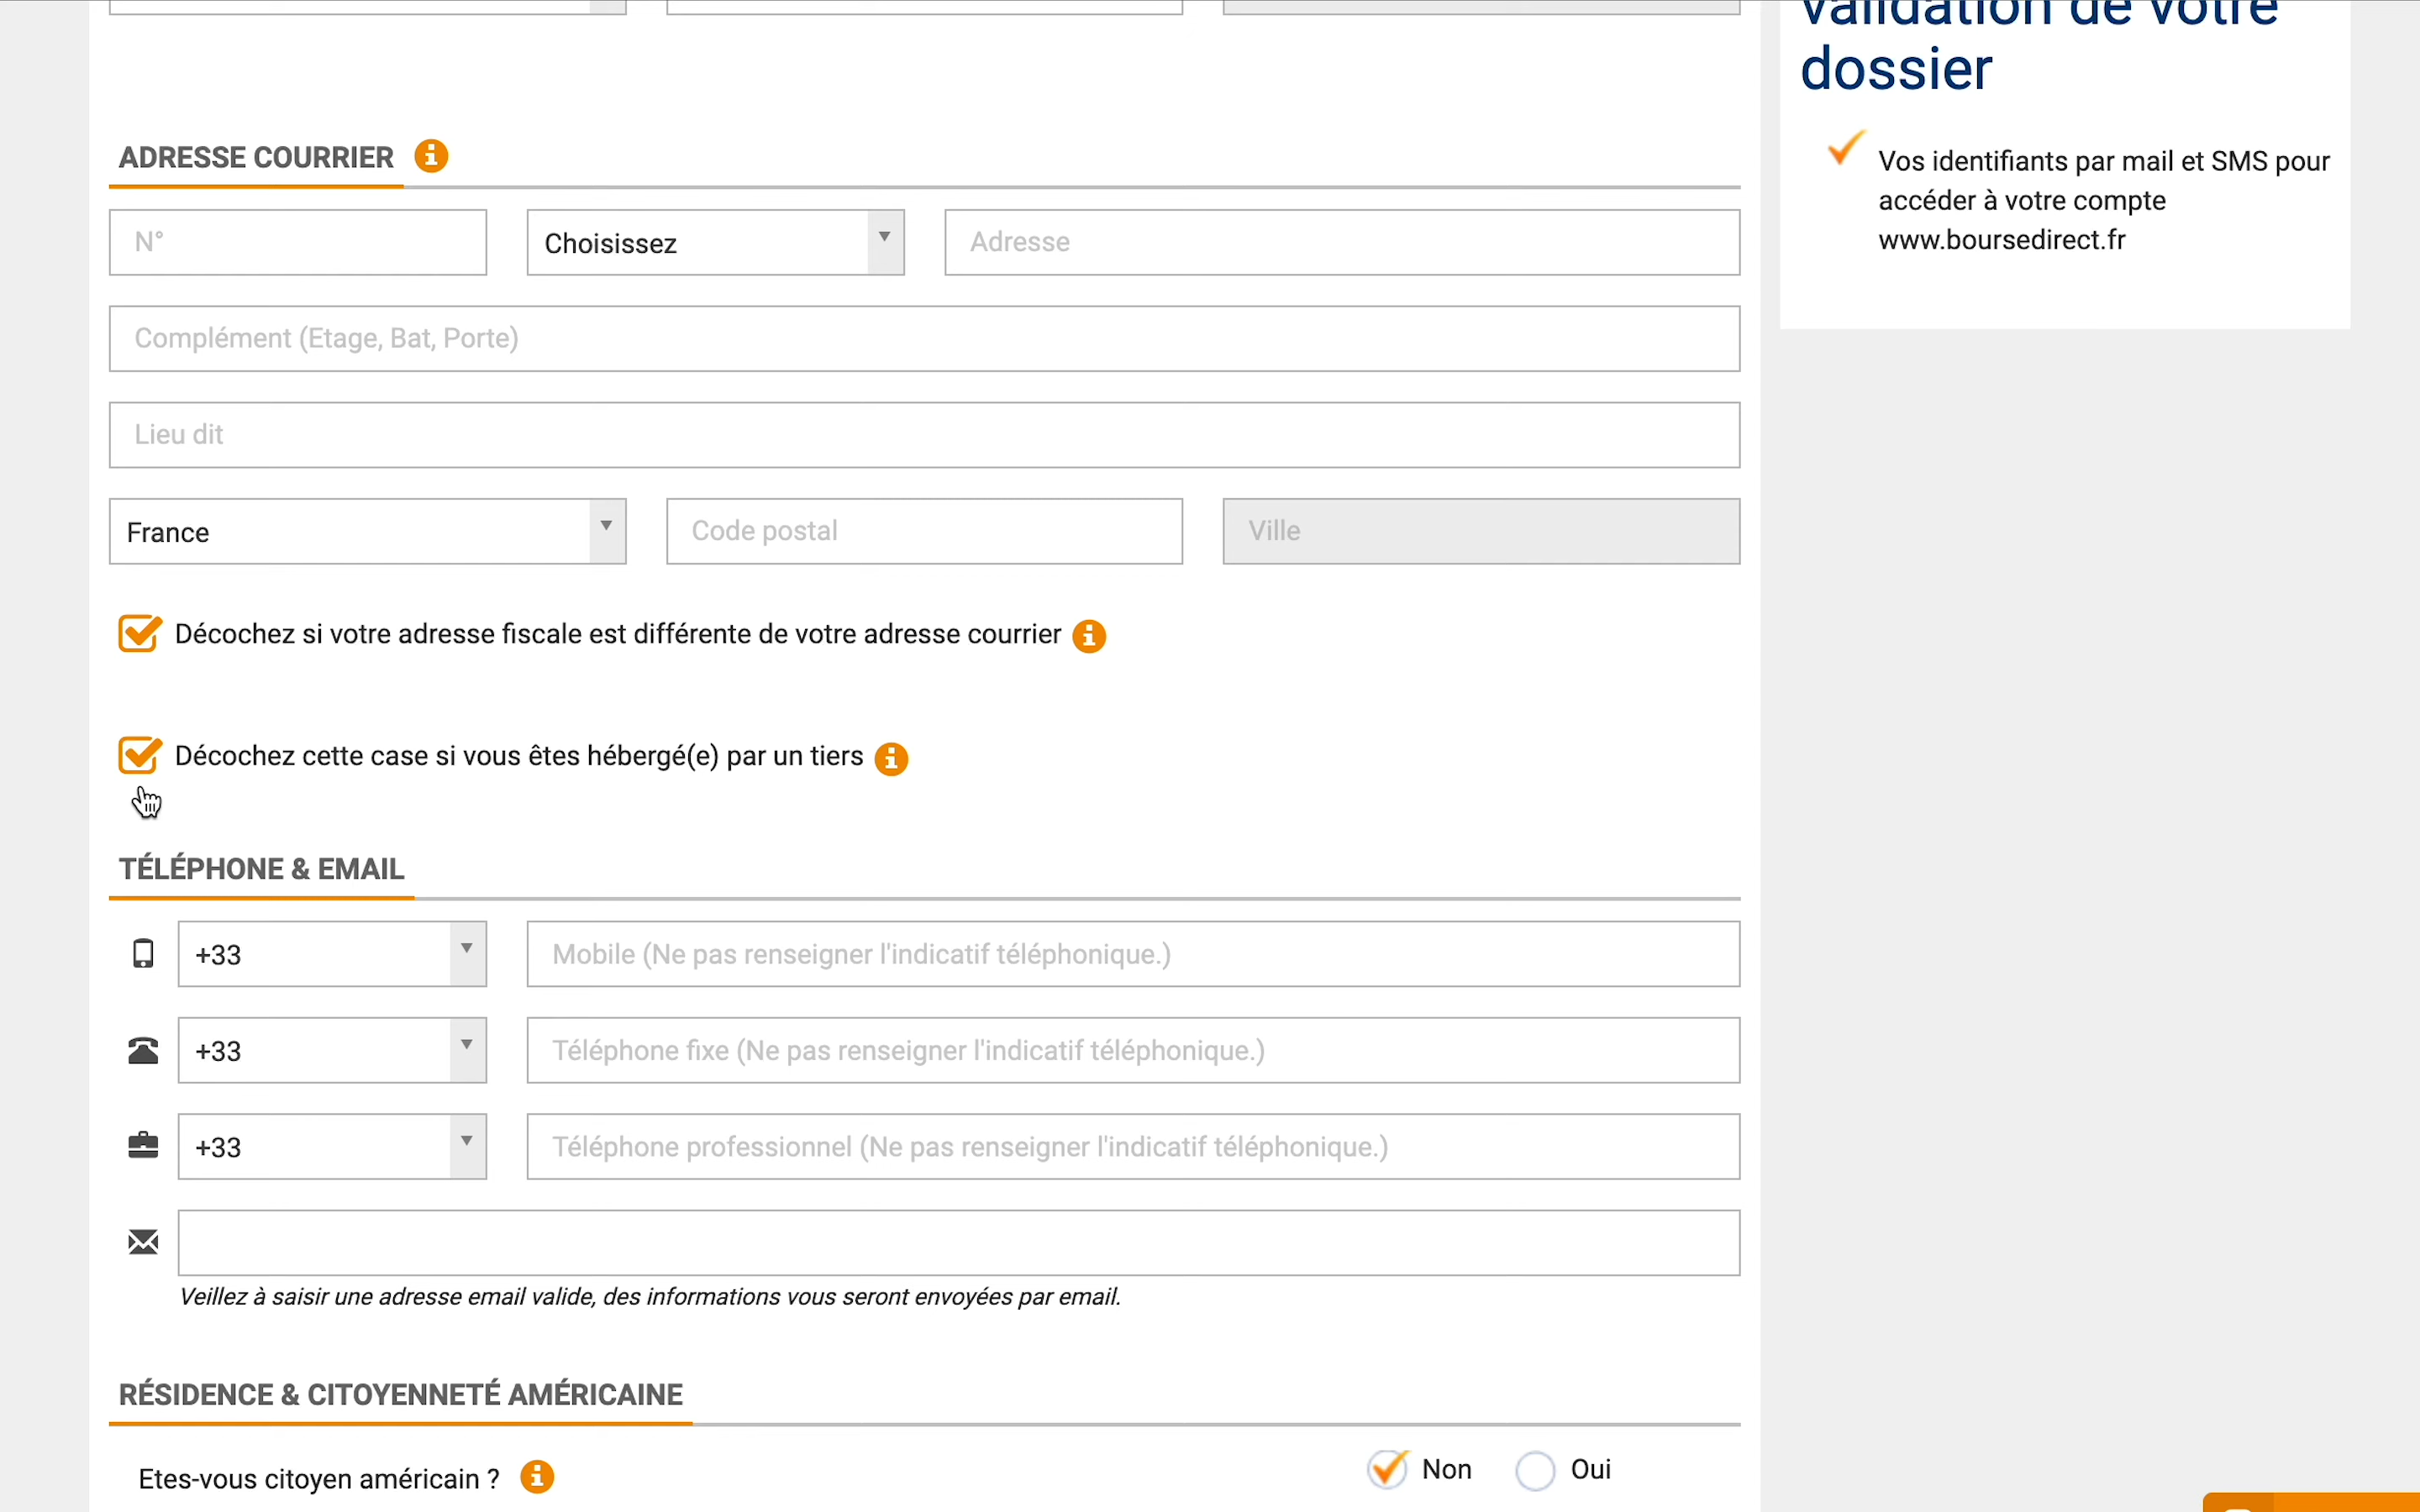 validation de votre
dossier
Vos identifiants par mail et SMS pour
accéder à votre compte
www.boursedirect.fr
ADRESSE COURRIER
N°
Choisissez
Adresse
Complément (Etage, Bat, Porte)
Lieu dit
France
Code postal
Ville
Décochez si votre adresse fiscale est différente de votre adresse courrier
Décochez cette case si vous êtes hébergé(e) par un tiers
TÉLÉPHONE & EMAIL
+33
Mobile (Ne pas renseigner l'indicatif téléphonique.)
+33
Téléphone fixe (Ne pas renseigner l'indicatif téléphonique.)
+33
Téléphone professionnel (Ne pas renseigner l'indicatif téléphonique.)
Veillez à saisir une adresse email valide, des informations vous seront envoyées par email.
RÉSIDENCE & CITOYENNETÉ AMÉRICAINE
Etes-vous citoyen américain ?
Non
Oui